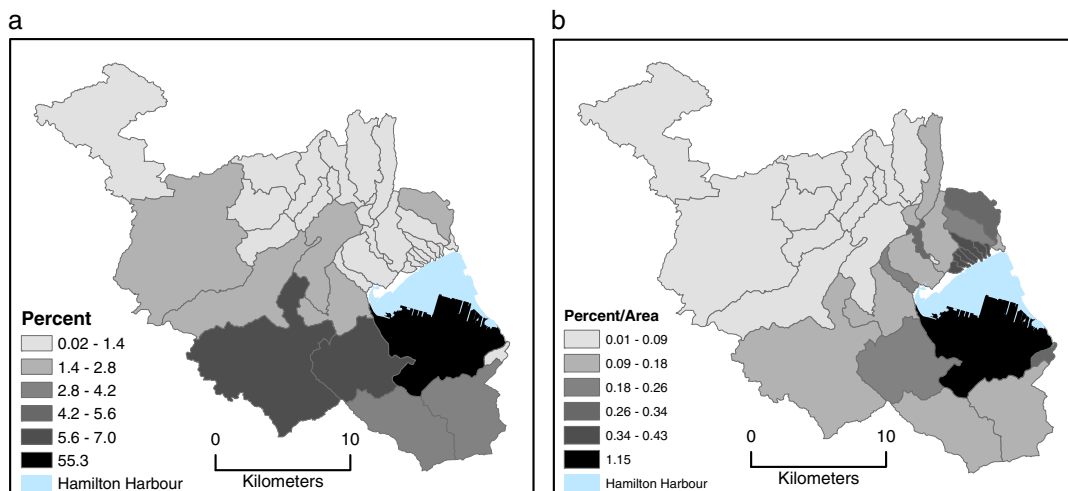 a
Percent
0.02 - 1.4
1.4 - 2.8
2.8 - 4.2
4.2 - 5.6
5.6 - 7.0
55.3
Hamilton Harbour
0 10
Kilometers
b
Percent/Area
0.01 - 0.09
0.09 - 0.18
0.18 - 0.26
0.26 - 0.34
0.34 - 0.43
1.15
Hamilton Harbour
0 10
Kilometers